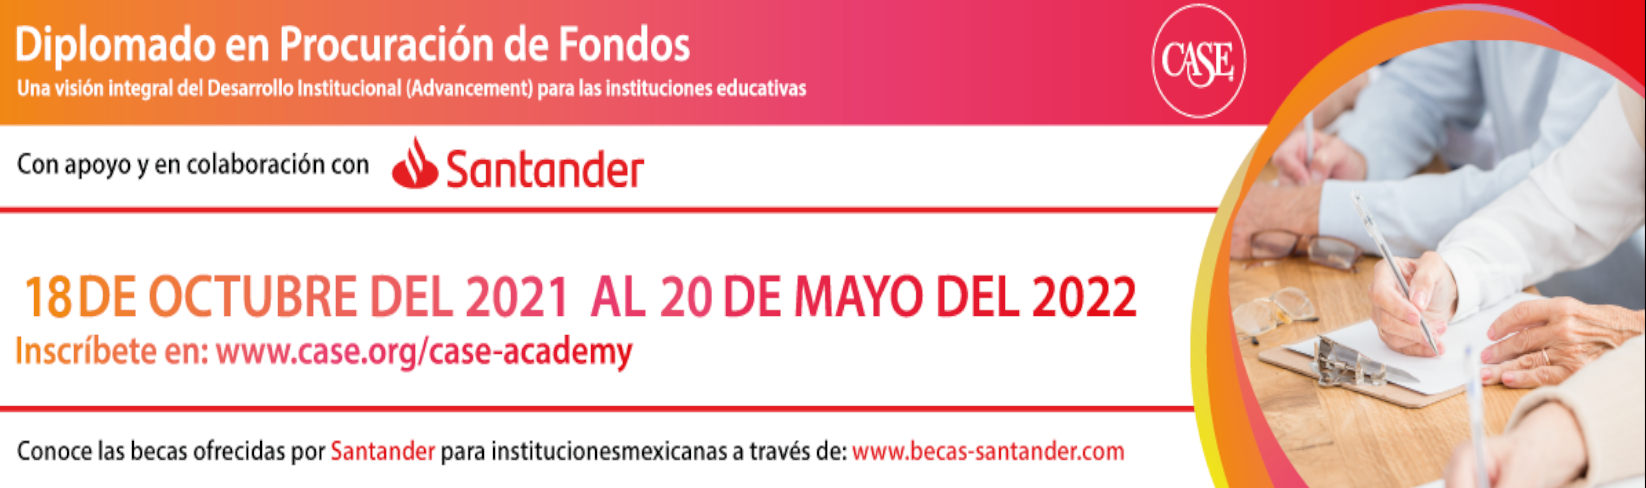 Diplomado en Procuración de Fondos
Una visión integral del Desarrollo Institucional (Advancement) para las instituciones educativas
CASE
Con apoyo y en colaboración con Santander
18 DE OCTUBRE DEL 2021 AL 20 DE MAYO DEL 2022
Inscríbete en: www.case.org/case-academy
Conoce las becas ofrecidas por Santander para institucionesmexicanas a través de: www.becas-santander.com